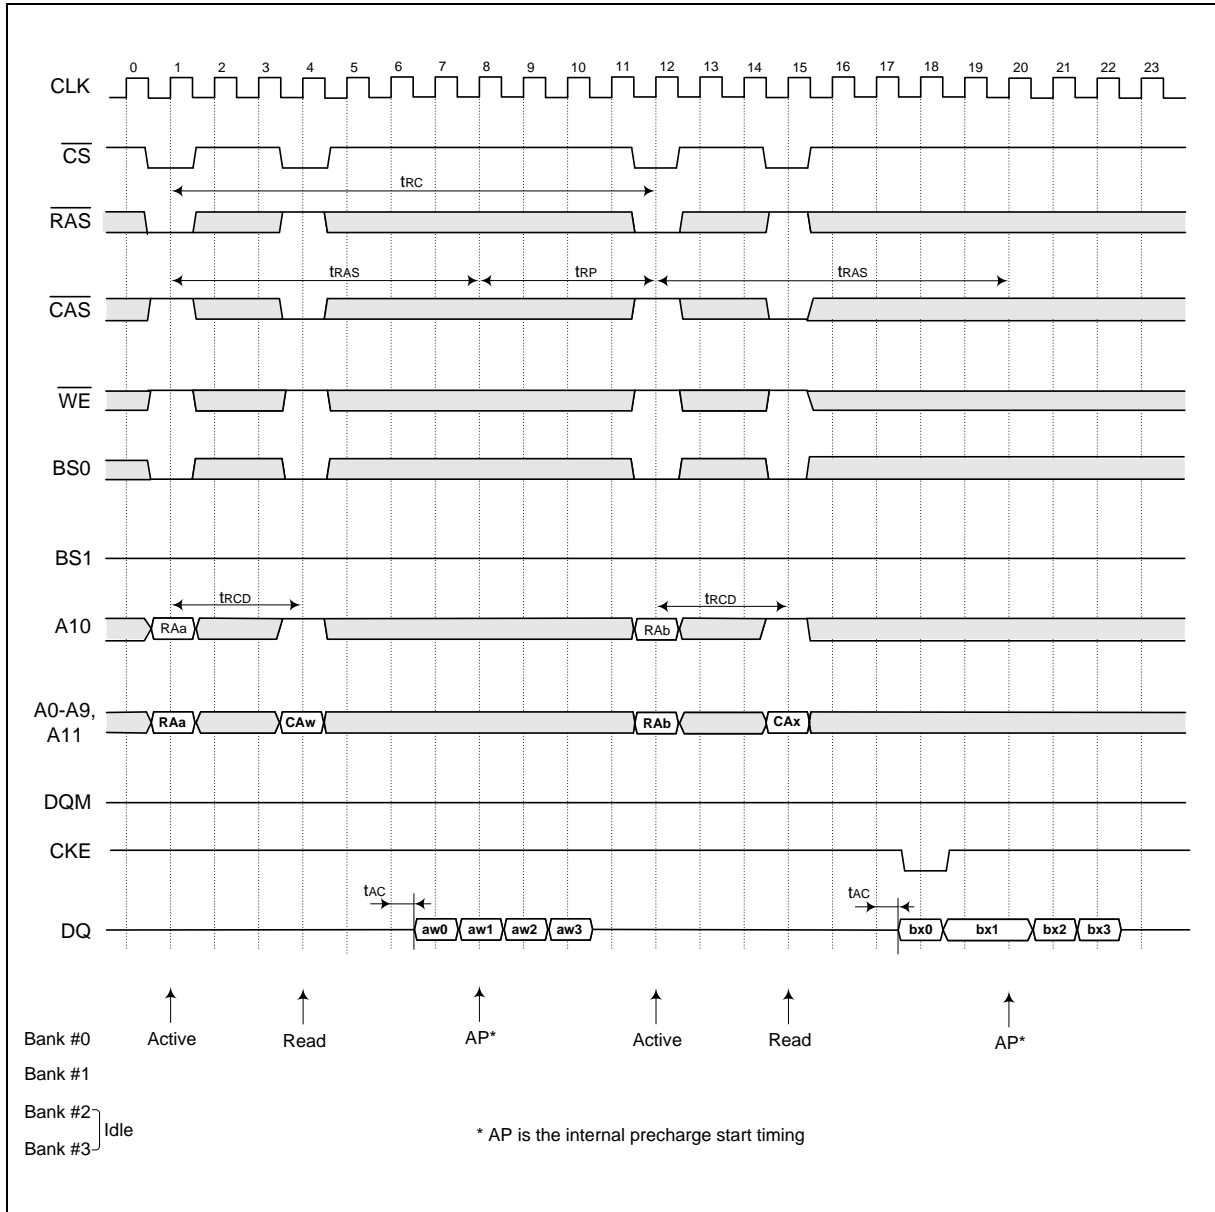 0 1 2 3 4 5 6 7 8 9 10 11 12 13 14 15 16 17 18 19 20 21 22 23
CLK
CS
tRC
RAS
tRAS tRP tRAS
CAS
WE
BS0
BS1
tRCD tRCD
A10 RAa RAb
A0-A9,
A11 RAa CAw RAb CAx
DQM
CKE
tAC tAC
DQ aw0 aw1 aw2 aw3 bx0 bx1 bx2 bx3
Bank #0 Active Read AP* Active Read AP*
Bank #1
Bank #2
Idle
Bank #3
* AP is the internal precharge start timing